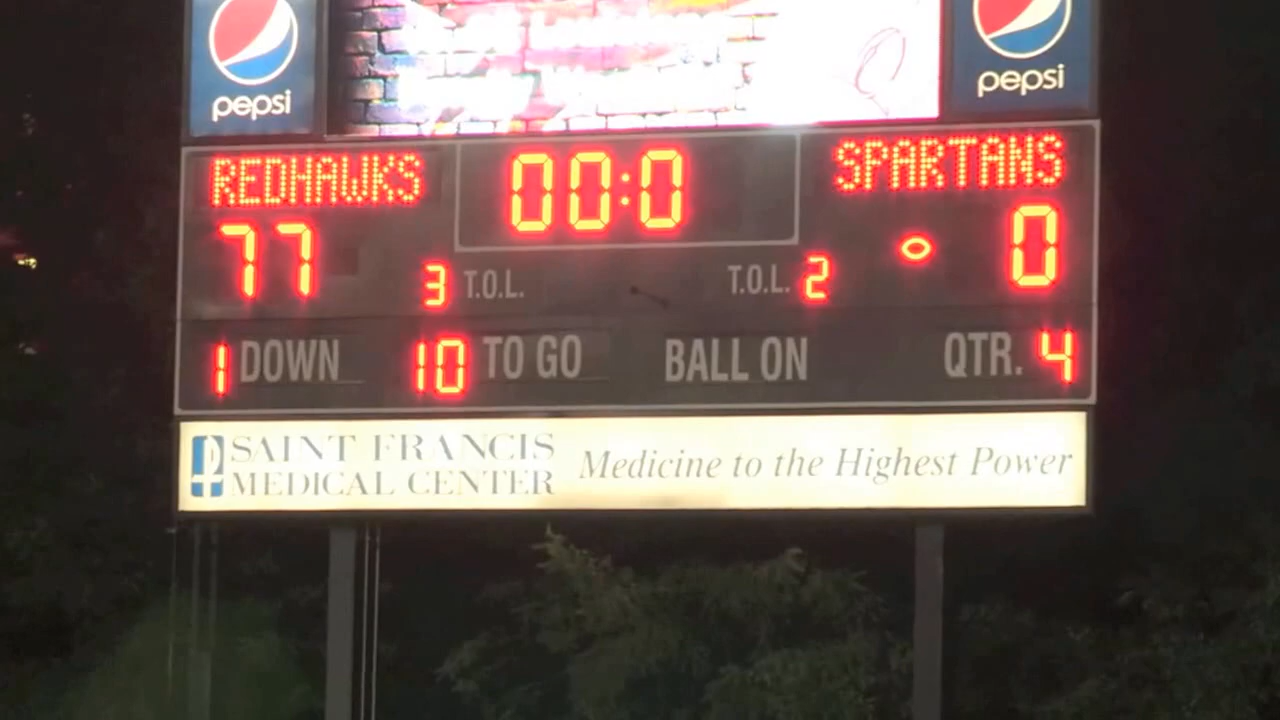 pepsi
pepsi
REDHAWKS 00:0 SPARTANS
77 0
3 T.O.L. T.O.L. 2
1 DOWN 10 TO GO BALL ON QTR. 4
SAINT FRANCIS
MEDICAL CENTER
Medicine to the Highest Power